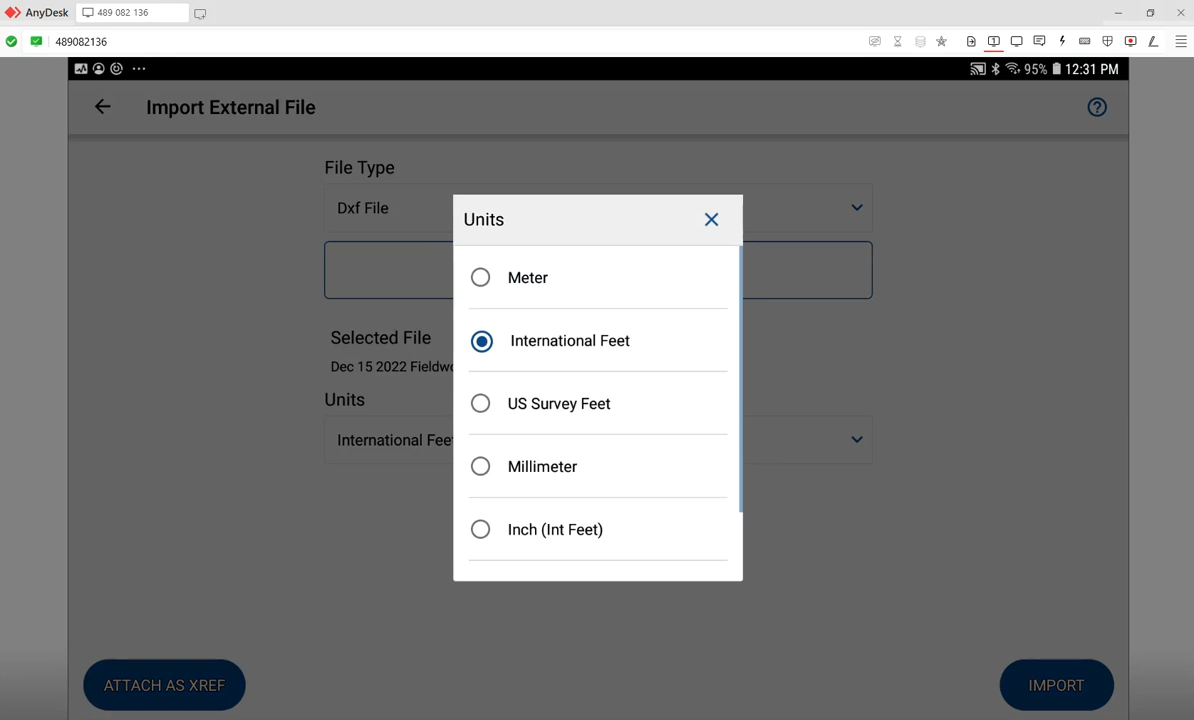 AnyDesk
489 082 136
489082136
95% 12:31 PM
Import External File
File Type
Dxf File
Units
Meter
International Feet
US Survey Feet
Millimeter
Inch (Int Feet)
Selected File
Dec 15 2022
Units
International
ATTACH AS XREF
IMPORT